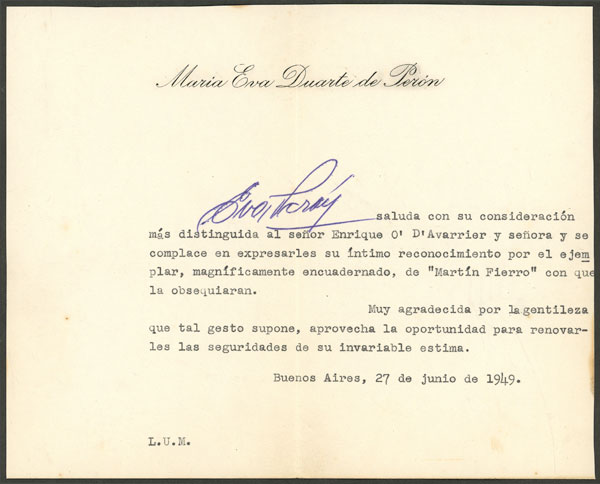 Maria Eva Duarte de Perón
Eva Perón saluda con su consideración
más distinguida al señor Enrique O' D'Avarrier y señora y se
complace en expresarles su íntimo reconocimiento por el ejem
plar, magníficamente encuadernado, de "Martín Fierro" con que
la obsequiaran.
Muy agradecida por la gentileza
que tal gesto supone, aprovecha la oportunidad para renovar-
les las seguridades de su invariable estima.
Buenos Aires, 27 de junio de 1949.
L.U.M.